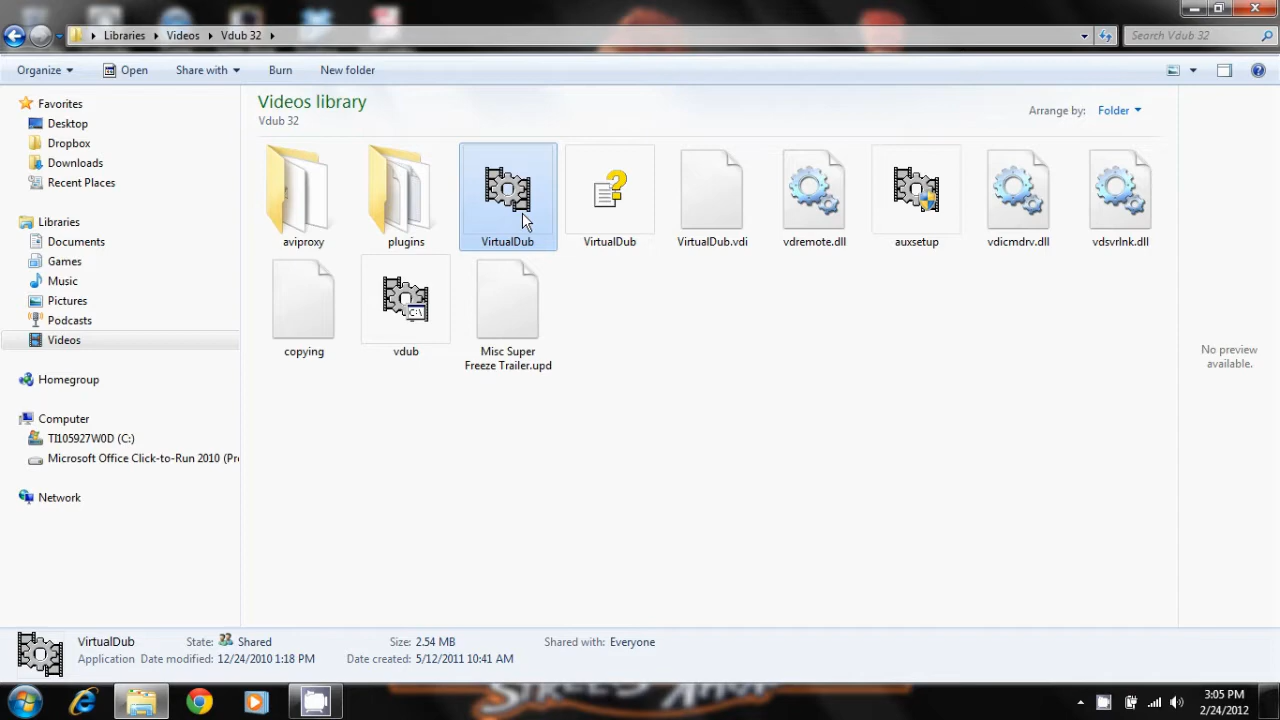 Libraries Videos Vdub 32
Search Vdub 32
Organize Open Share with Burn New folder
Favorites
Desktop
Dropbox
Downloads
Recent Places
Libraries
Documents
Games
Music
Pictures
Podcasts
Videos
Homegroup
Computer
TI105927W0D (C:)
Microsoft Office Click-to-Run 2010 (Pr
Network
Videos library
Vdub 32
Arrange by: Folder
aviproxy plugins VirtualDub VirtualDub VirtualDub.vdi vdremote.dll auxsetup vdicmdrv.dll vdsvrlnk.dll
C:\
copying vdub Misc Super
Freeze Trailer.upd
No preview
available.
VirtualDub State: Shared Size: 2.54 MB Shared with: Everyone
Application Date modified: 12/24/2010 1:18 PM Date created: 5/12/2011 10:41 AM
3:05 PM
2/24/2012